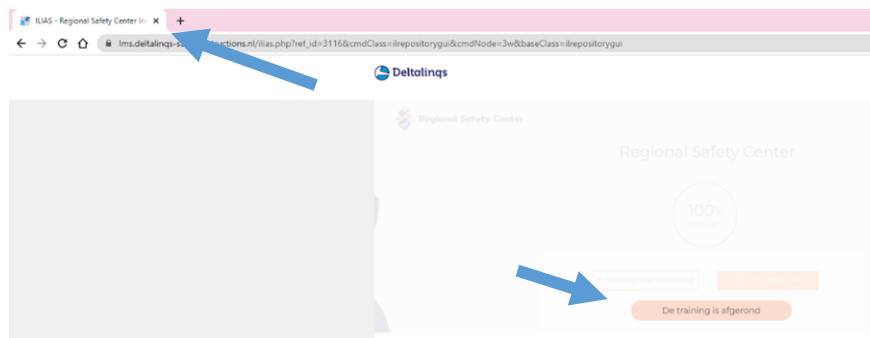 ILIAS - Regional Safety Center In
lms.deltalinqs-s uctions.nl/ilias.php?ref_id=3116&cmdClass=ilrepositorygui&cmdNode=3w&baseClass=ilrepositorygui
Deltalinqs
Regional Safety Center
Regional Safety Center
100%
De training is afgerond